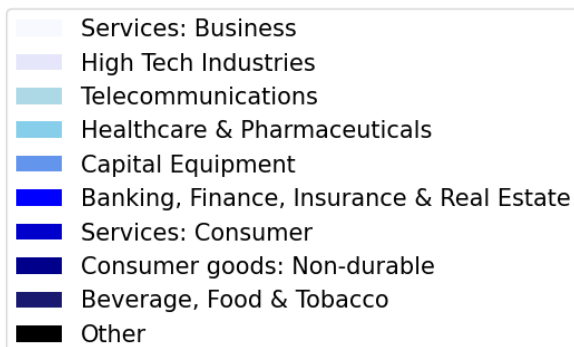 Services: Business
High Tech Industries
Telecommunications
Healthcare & Pharmaceuticals
Capital Equipment
Banking, Finance, Insurance & Real Estate
Services: Consumer
Consumer goods: Non-durable
Beverage, Food & Tobacco
Other